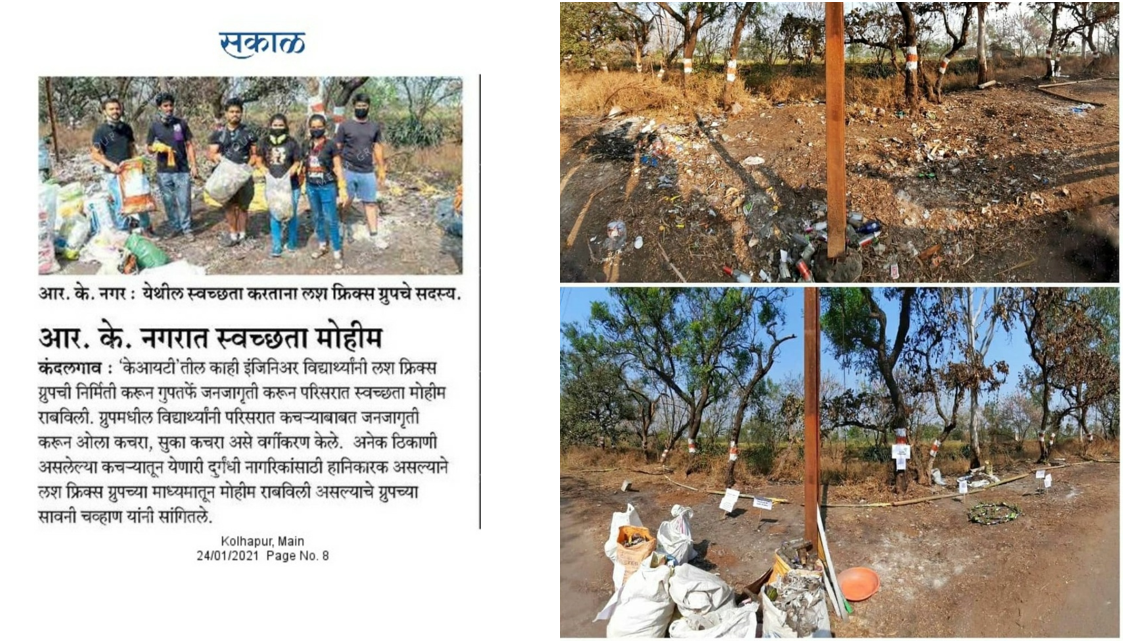 सकाळ
आर. के. नगर : येथील स्वच्छता करताना लश फ्रिक्स ग्रुपचे सदस्य.
आर. के. नगरात स्वच्छता मोहीम
कंदलगाव : ‘केआयटी’तील काही इंजिनिअर विद्यार्थ्यांनी लश फ्रिक्स
ग्रुपची निर्मिती करून गुपतर्फे जनजागृती करून परिसरात स्वच्छता मोहीम
राबविली. ग्रुपमधील विद्यार्थ्यांनी परिसरात कचऱ्याबाबत जनजागृती
करून ओला कचरा, सुका कचरा असे वर्गीकरण केले. अनेक ठिकाणी
असलेल्या कचऱ्यातून येणारी दुर्गंधी नागरिकांसाठी हानिकारक असल्याने
लश फ्रिक्स ग्रुपच्या माध्यमातून मोहीम राबविली असल्याचे ग्रुपच्या
सावनी चव्हाण यांनी सांगितले.
Kolhapur, Main
24/01/2021 Page No. 8